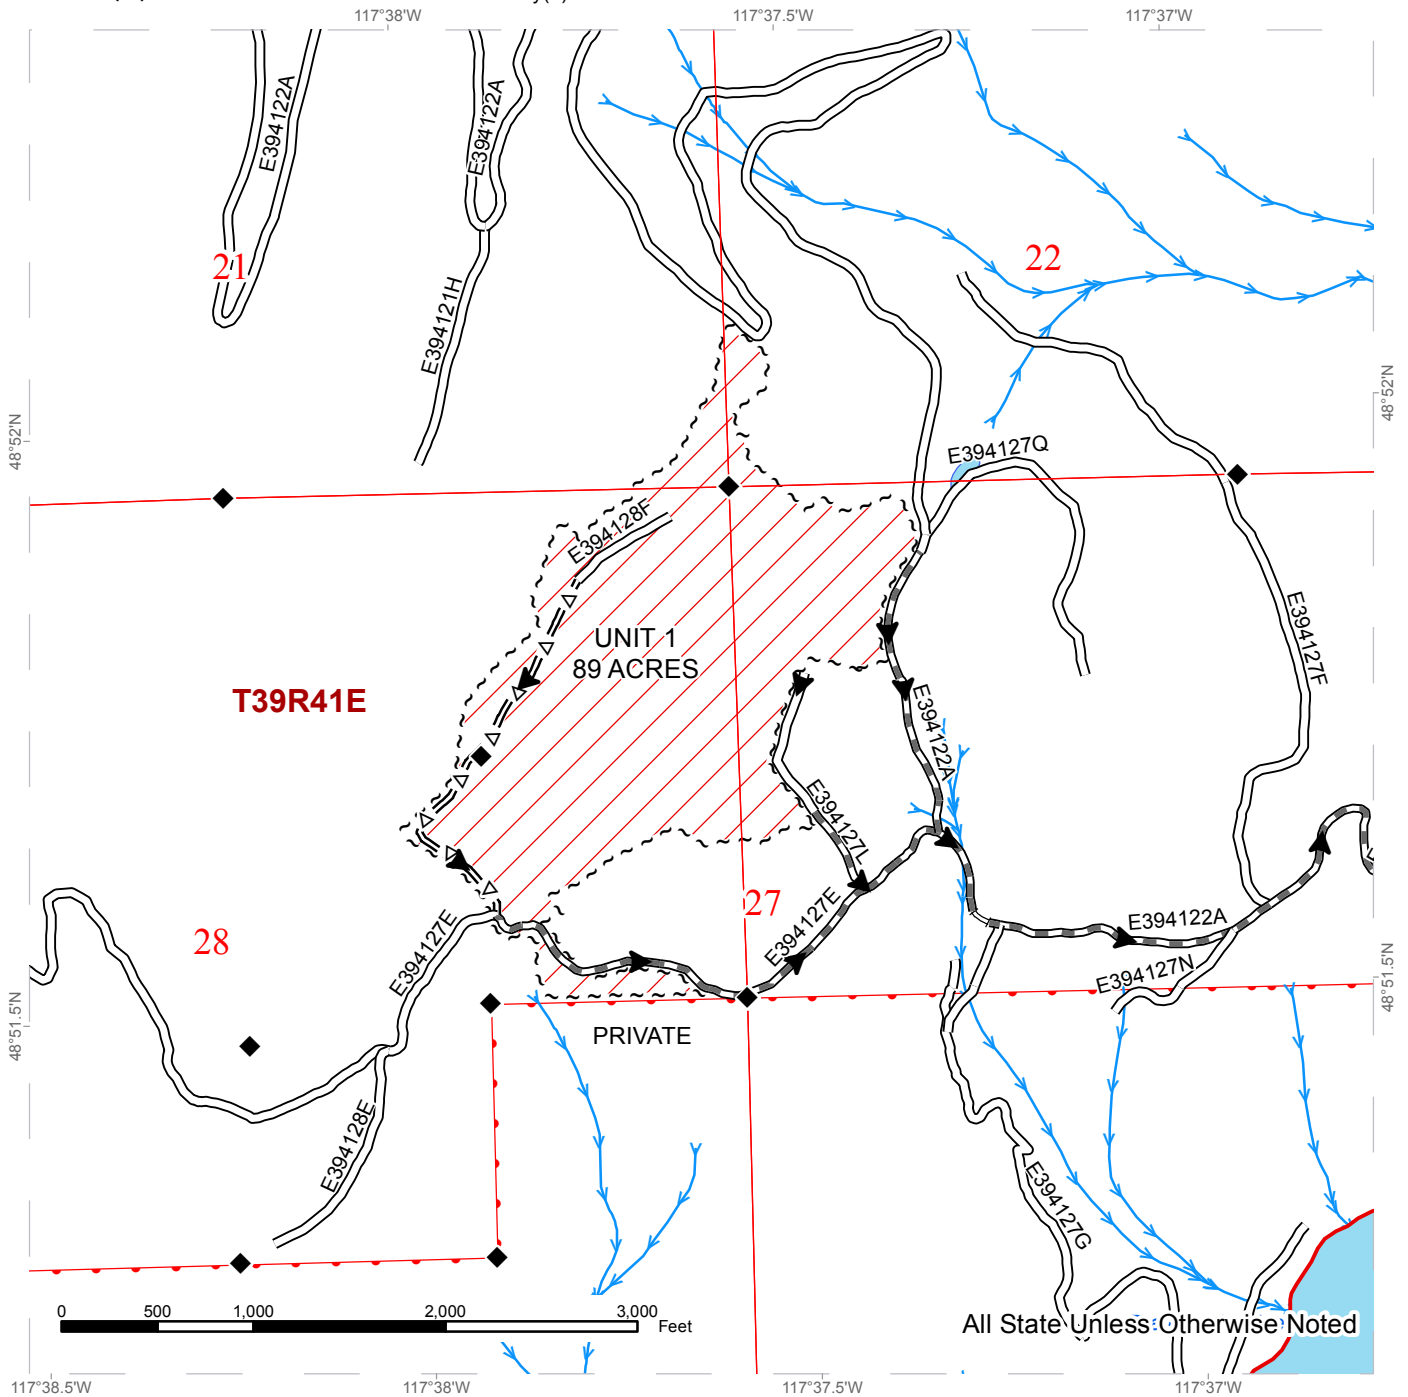 117°38'W
117°37.5'W
117°37'W
E394122A
E394122A
21
22
E394121H
48°52'N
48°52'N
E394127Q
E394128F
UNIT 1
89 ACRES
E394127F
T39R41E
E394122A
E394127L
27
E394127E
E394122A
28
E394127E
E394127N
48°51.5'N
48°51.5'N
PRIVATE
E394128E
E394127G
0 500 1,000 2,000 3,000
Feet
All State Unless Otherwise Noted
117°38.5'W
117°38'W
117°37.5'W
117°37'W